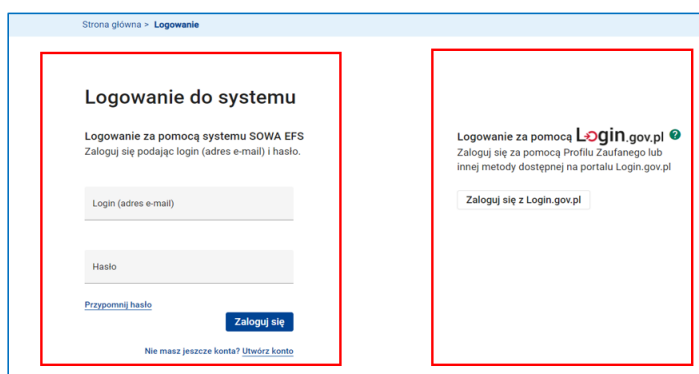 Strona główna > Logowanie
Logowanie do systemu
Logowanie za pomocą systemu SOWA EFS
Zaloguj się podając login (adres e-mail) i hasło.
Login (adres e-mail)
Hasło
Przypomnij hasło
Zaloguj się
Nie masz jeszcze konta? Utwórz konto
Logowanie za pomocą Login.gov.pl ?
Zaloguj się za pomocą Profilu Zaufanego lub
innej metody dostępnej na portalu Login.gov.pl
Zaloguj się z Login.gov.pl